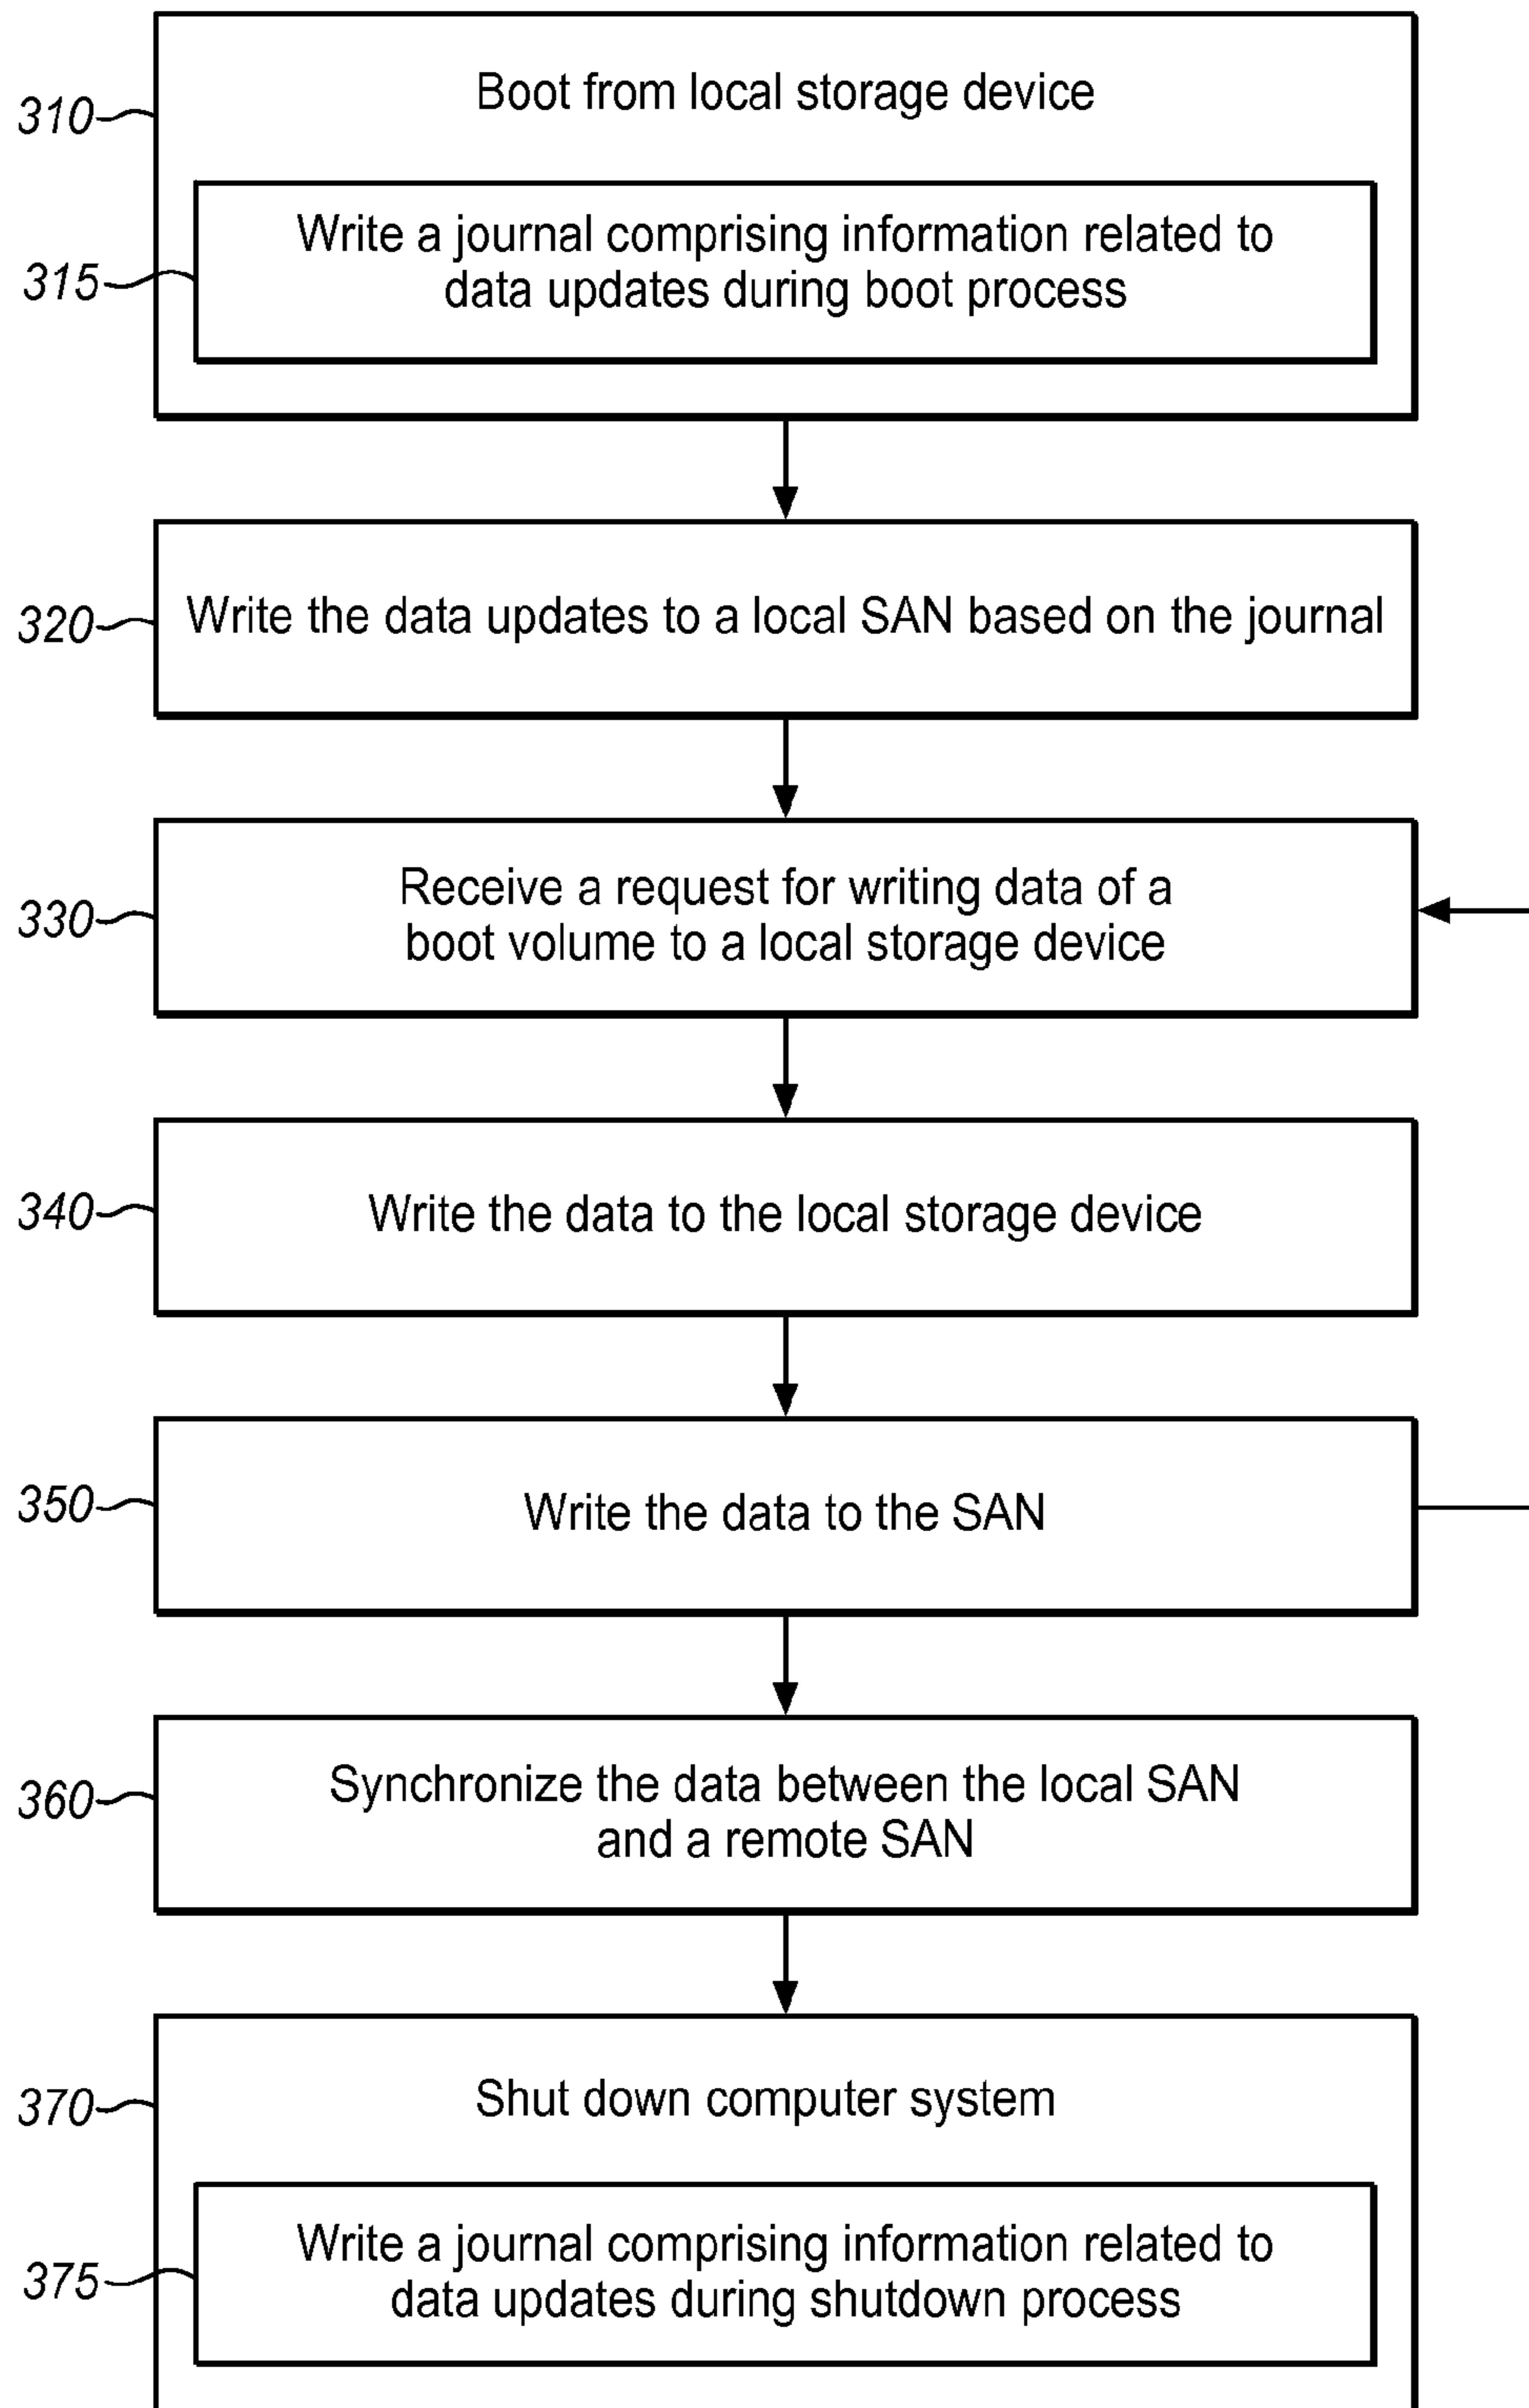 310
Boot from local storage device
315
Write a journal comprising information related to
data updates during boot process
320
Write the data updates to a local SAN based on the journal
330
Receive a request for writing data of a
boot volume to a local storage device
340
Write the data to the local storage device
350
Write the data to the SAN
360
Synchronize the data between the local SAN
and a remote SAN
370
Shut down computer system
375
Write a journal comprising information related to
data updates during shutdown process